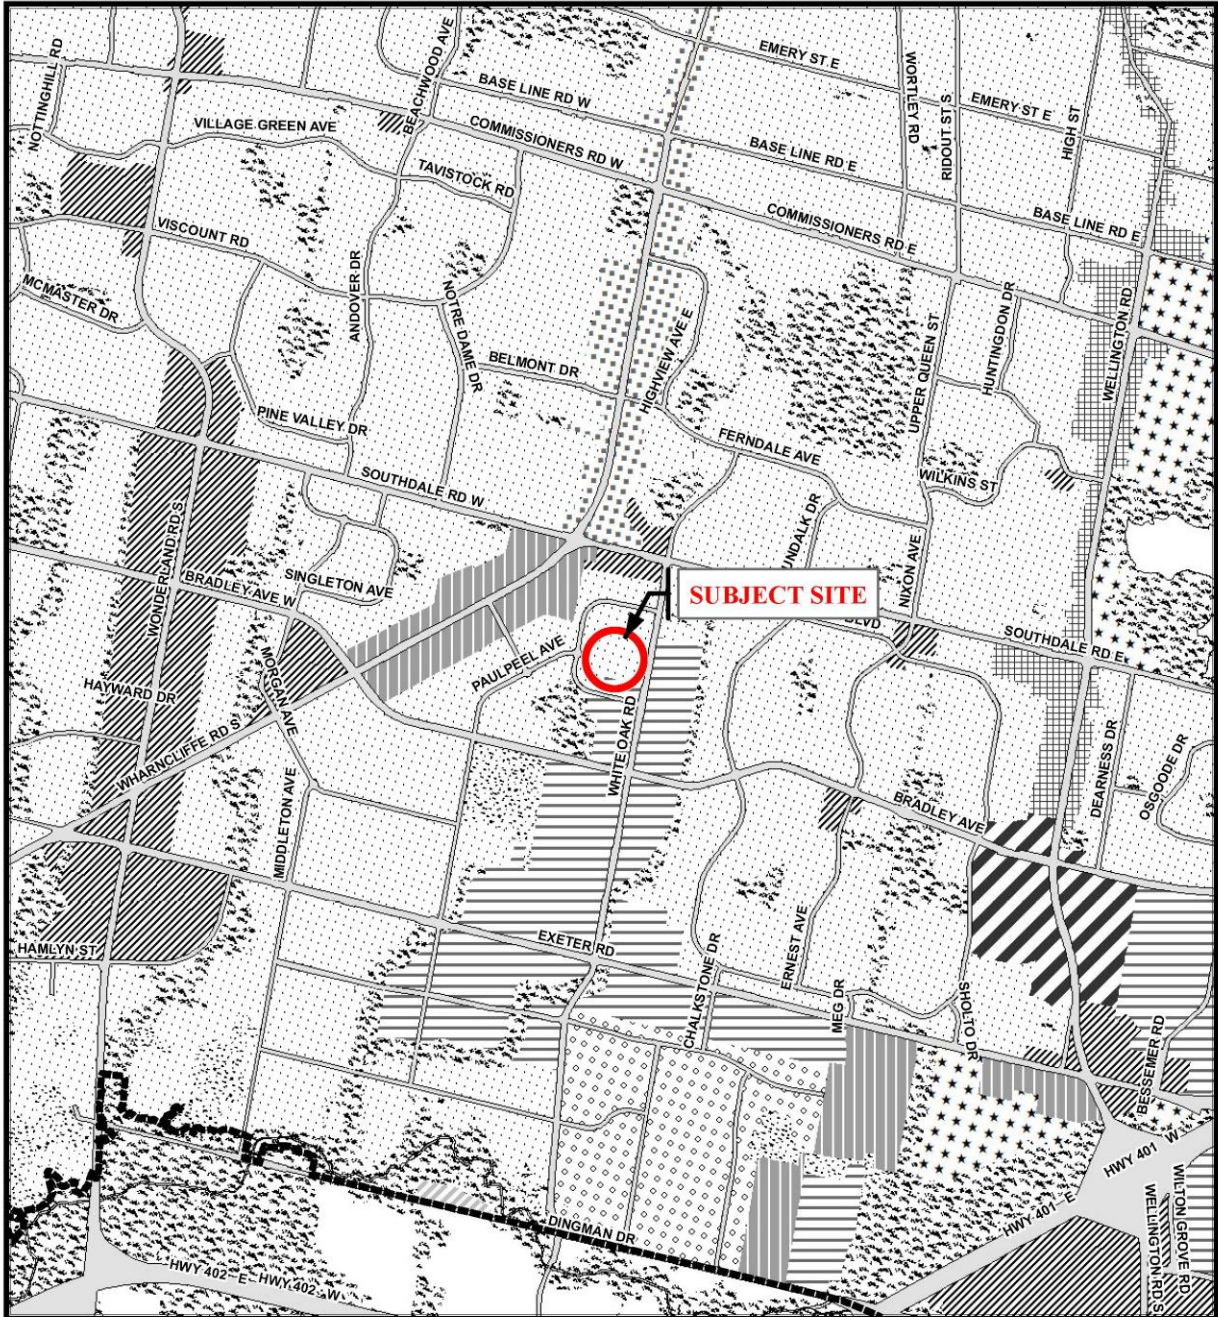 EMERY ST E
BEACHWOOD AVE
NOTTINGHILL RD
WORTLEY RD
RIDOUT ST S
BASE LINE RD W
EMERY ST E
HIGH ST
VILLAGE GREEN AVE
COMMISSIONERS RD W
BASE LINE RD E
TAVISTOCK RD
VISCOUNT RD
COMMISSIONERS RD E
BASE LINE RD E
MCMASTER DR
ANDOVER DR
NOTRE DAME DR
HUNTINGDON DR
WELLINGTON RD
BELMONT DR
HIGHVIEW AVE E
UPPER QUEEN ST
PINE VALLEY DR
FERNDALE AVE
SOUTHDALE RD W
WILKINS ST
UNDALK DR
WONDERLAND RD S
NIXON AVE
BRADLEY AVE W
SINGLETON AVE
SUBJECT SITE
BLVD
SOUTHDALE RD E
PAULPEEL AVE
MORGAN AVE
HAYWARD DR
WHITE OAK RD
WHARNCLIFFE RD S
DEARNESS DR
OSGOODE DR
MIDDLETON AVE
BRADLEY AVE
HAMLYN ST
EXETER RD
CHALKSTONE DR
ERNEST AVE
MEG DR
SHOLTO DR
BESSEMER RD
HWY 401 W
HWY 401 E
WILTON GROVE RD
WELLINGTON RD S
DINGMAN DR
HWY 402 E
HWY 402 W